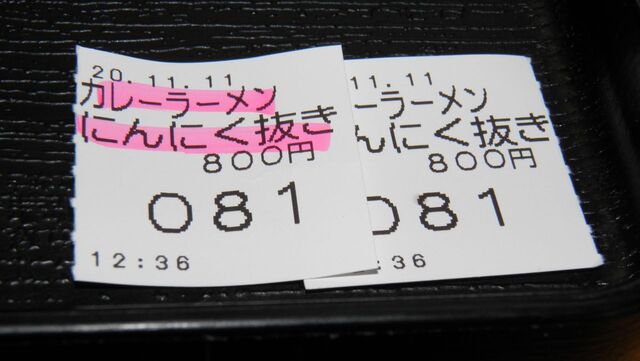 20.11.11
カレーラーメン
にんにく抜き
800円
081
12:36
.11.11
ーラーメン
んにく抜き
800円
081
:36